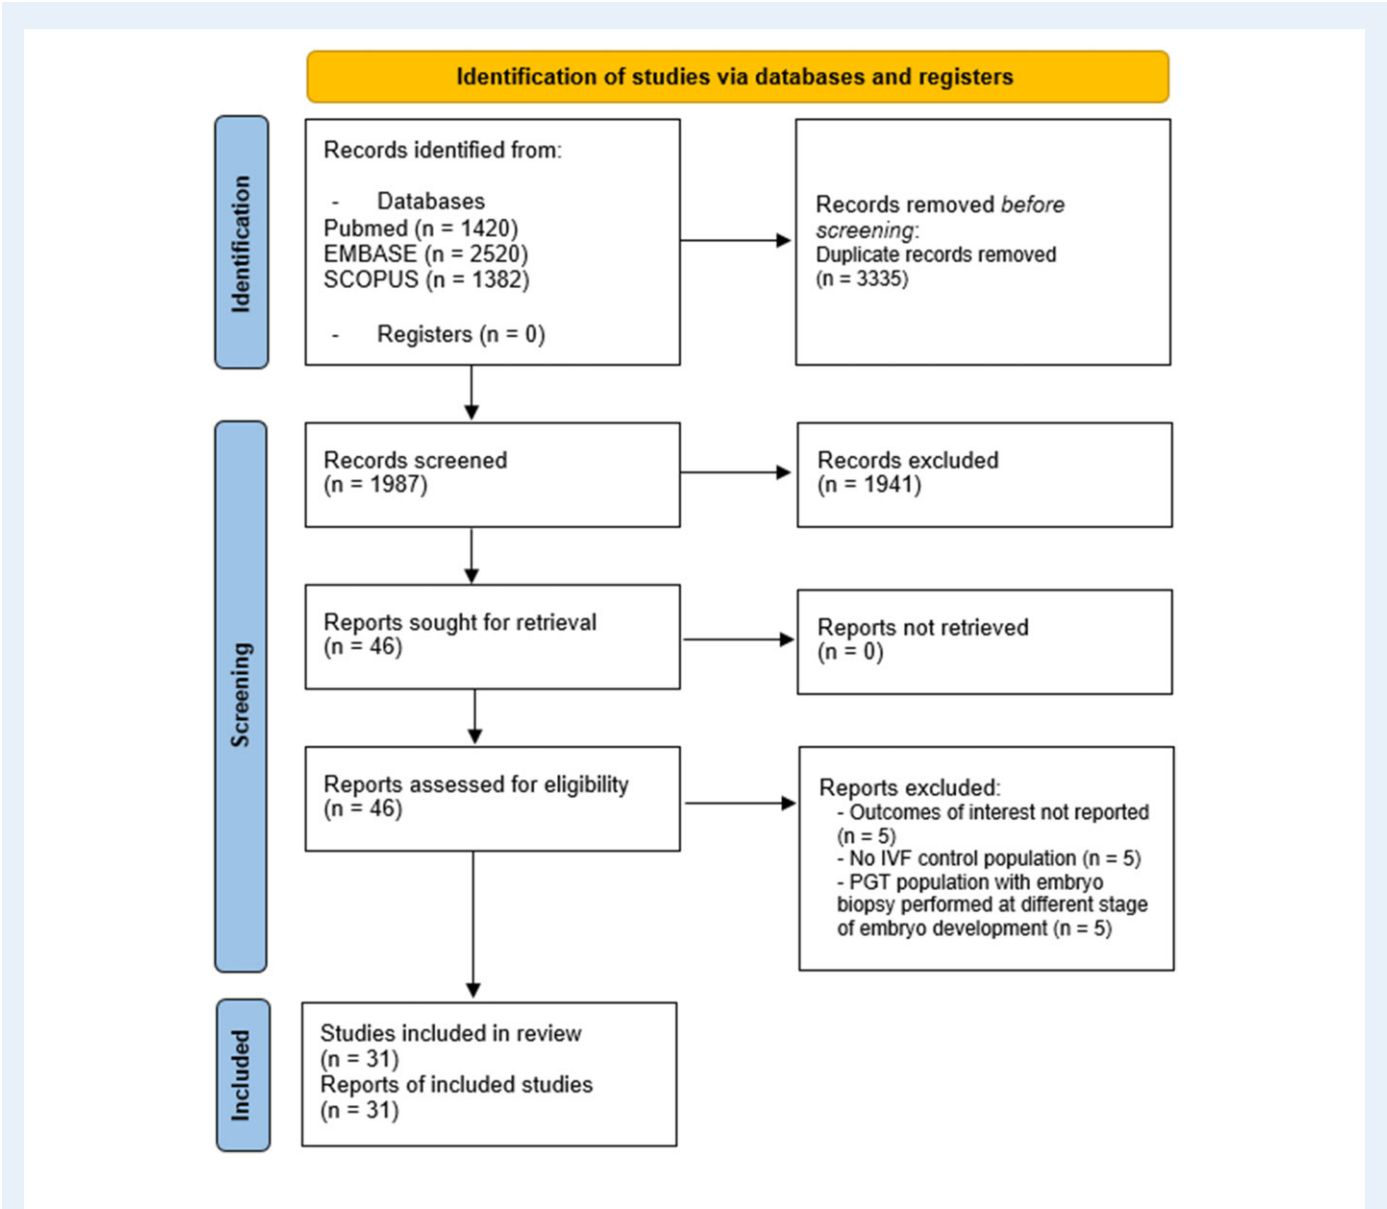 Identification of studies via databases and registers
Identification
Records identified from:
- Databases
Pubmed (n = 1420)
EMBASE (n = 2520)
SCOPUS (n = 1382)
- Registers (n = 0)
Records removed before
screening:
Duplicate records removed
(n = 3335)
Screening
Records screened
(n = 1987)
Records excluded
(n = 1941)
Reports sought for retrieval
(n = 46)
Reports not retrieved
(n = 0)
Reports assessed for eligibility
(n = 46)
Reports excluded:
- Outcomes of interest not reported
(n = 5)
- No IVF control population (n = 5)
- PGT population with embryo
biopsy performed at different stage
of embryo development (n = 5)
Included
Studies included in review
(n = 31)
Reports of included studies
(n = 31)